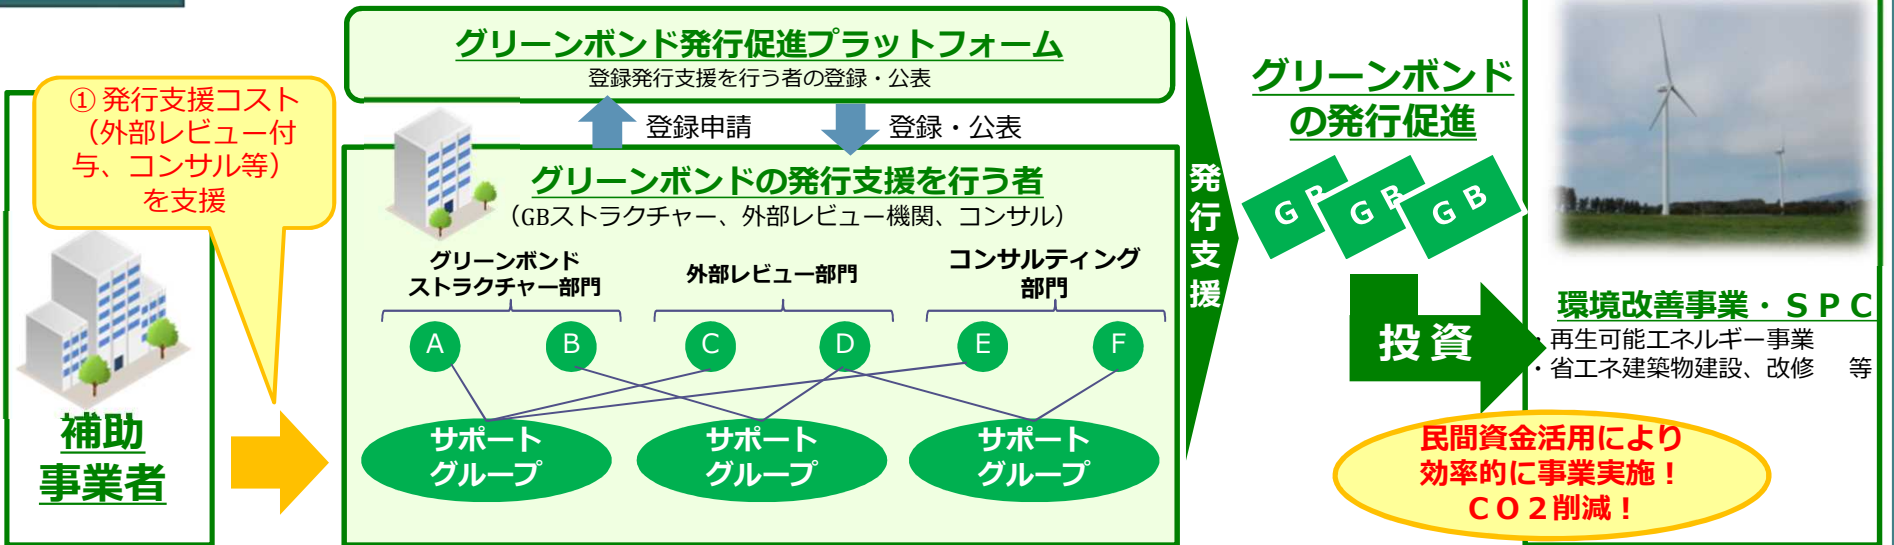 グリーンボンド発行促進プラットフォーム
登録発行支援を行う者の登録・公表
① 発行支援コスト
（外部レビュー付
与、コンサル等）
を支援
登録申請
登録・公表
グリーンボンドの発行支援を行う者
（GBストラクチャー、外部レビュー機関、コンサル）
グリーンボンド
ストラクチャー部門
外部レビュー部門
コンサルティング
部門
A
B
C
D
E
F
サポート
グループ
サポート
グループ
サポート
グループ
補助
事業者
発行支援
グリーンボンド
の発行促進
ＧＢ
ＧＢ
ＧＢ
投資
環境改善事業・ＳＰＣ
・再生可能エネルギー事業
・省エネ建築物建設、改修　等
民間資金活用により
効率的に事業実施！
ＣＯ２削減！